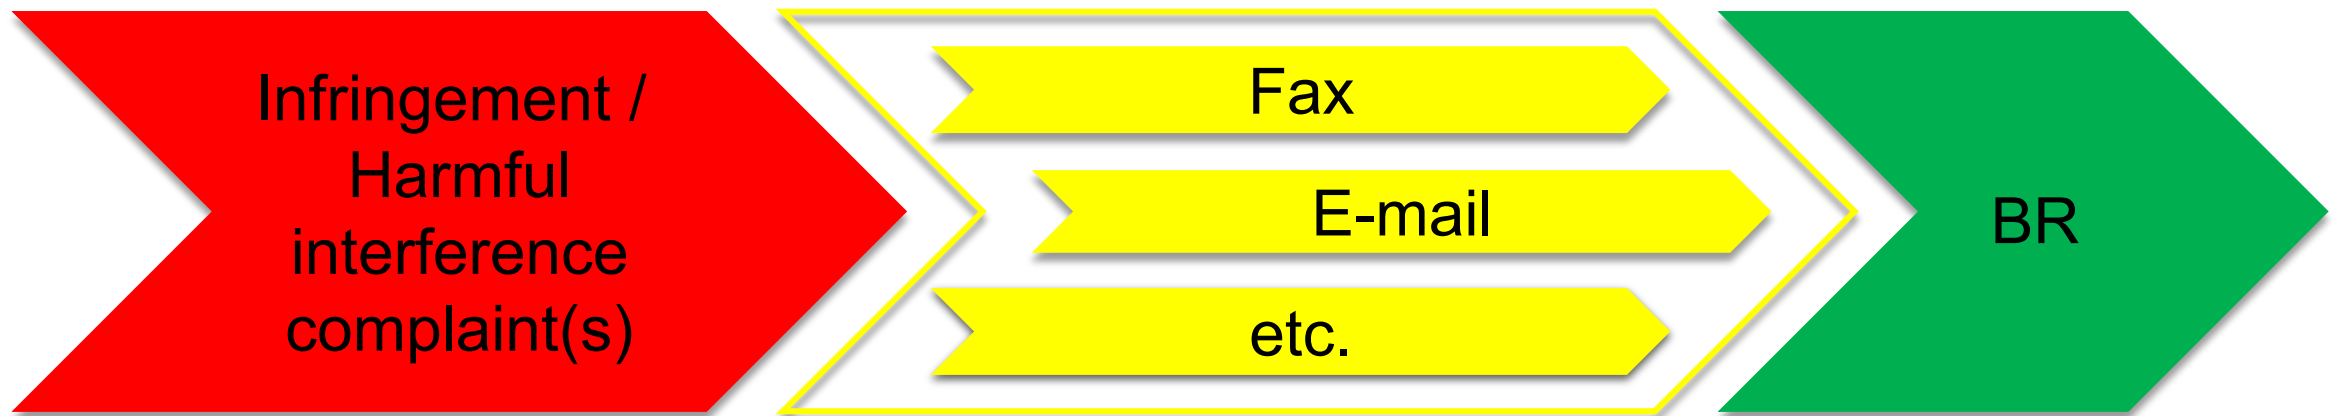 Infringement /
Harmful
interference
complaint(s)
Fax
E-mail
etc.
BR